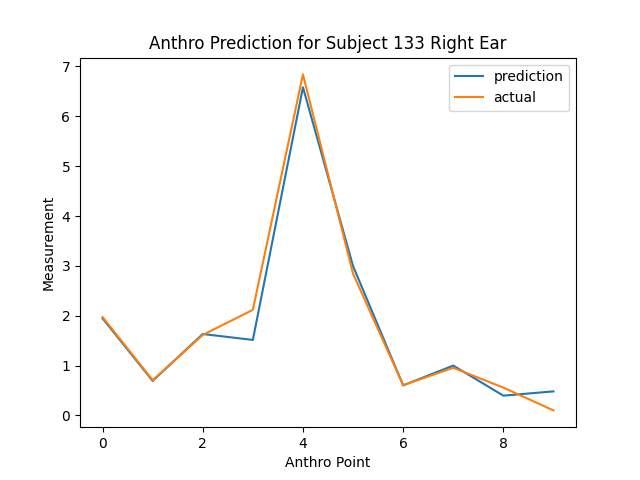 Anthro Prediction for Subject 133 Right Ear
prediction
actual
Measurement
7
6
5
4
3
2
1
0
0 2 4 6 8
Anthro Point